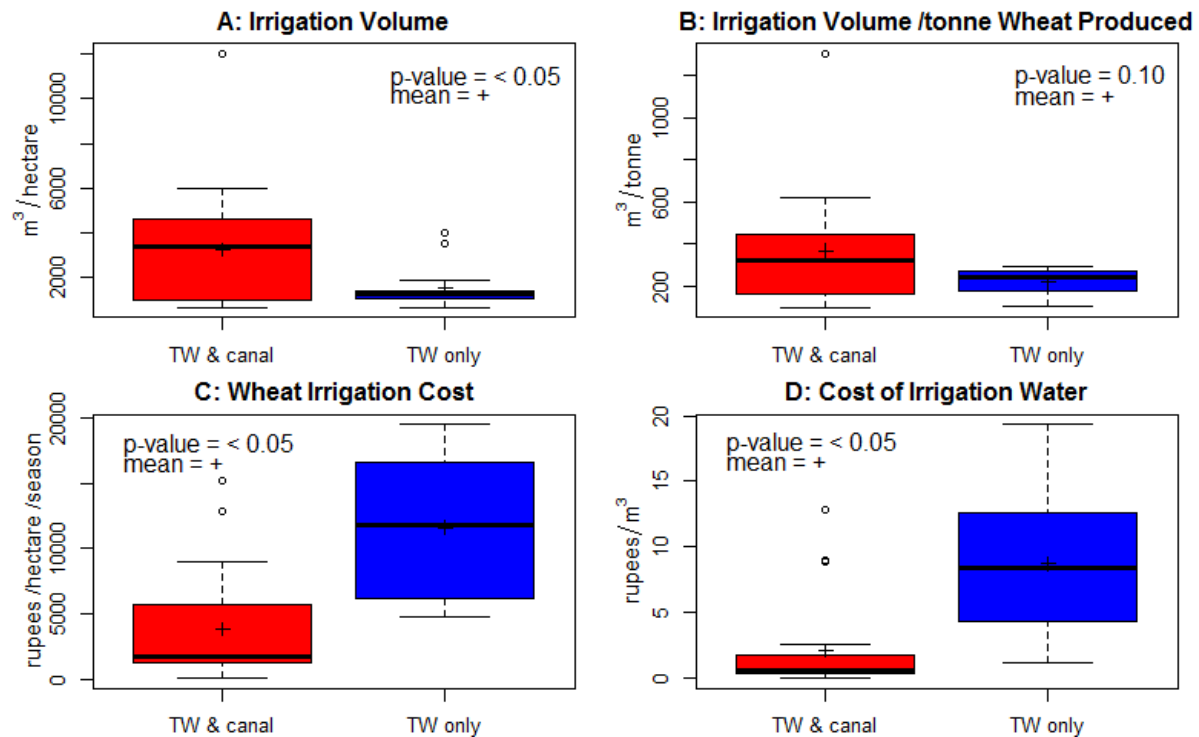 A: Irrigation Volume
p-value = < 0.05
mean = +
m³ /hectare
10000
6000
2000
TW & canal
TW only
B: Irrigation Volume /tonne Wheat Produced
p-value = 0.10
mean = +
m³ /tonne
1000
600
200
TW & canal
TW only
C: Wheat Irrigation Cost
p-value = < 0.05
mean = +
rupees /hectare /season
20000
10000
5000
0
TW & canal
TW only
D: Cost of Irrigation Water
p-value = < 0.05
mean = +
rupees/m³
20
15
10
5
0
TW & canal
TW only